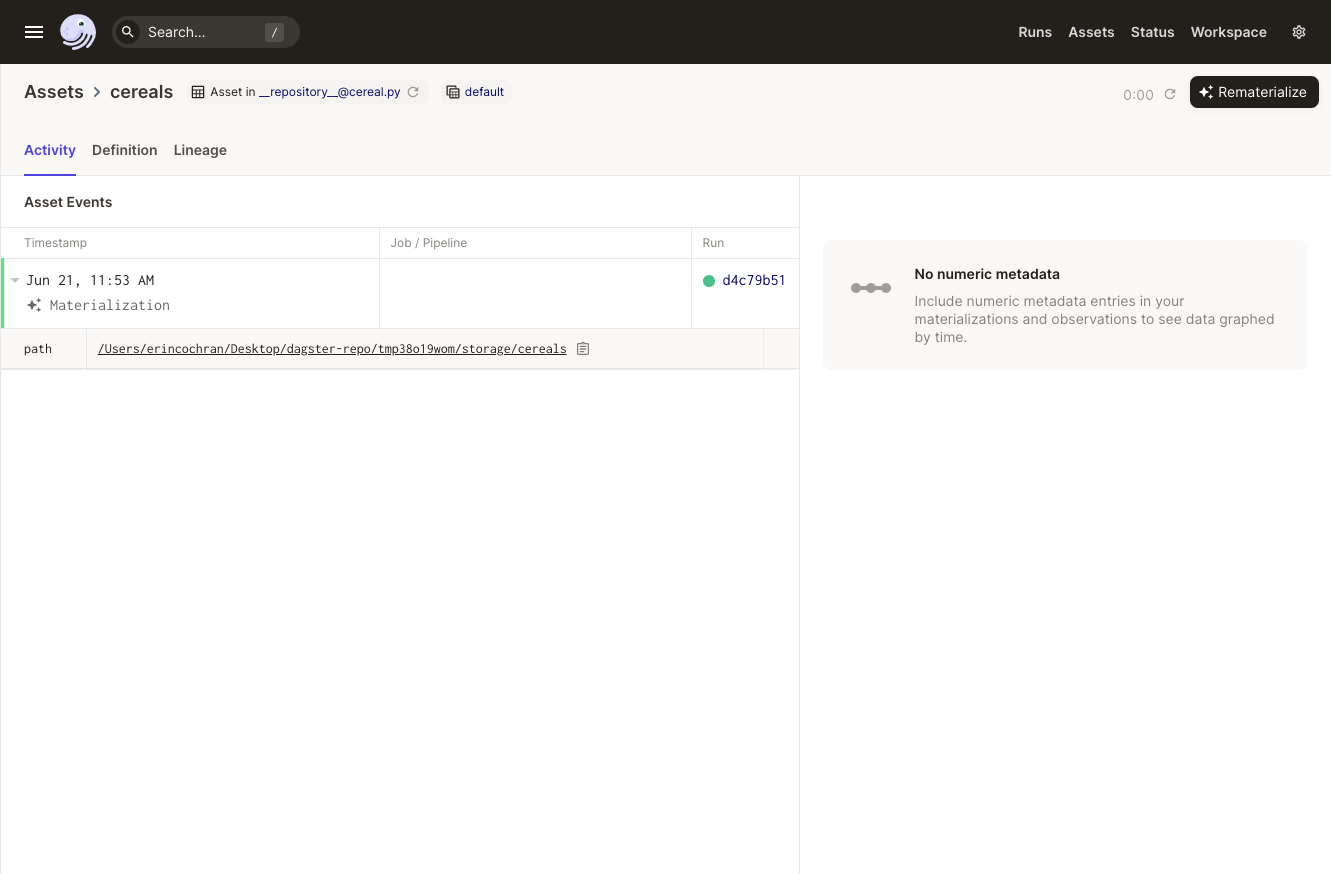 Search... /
Runs Assets Status Workspace
Assets > cereals Asset in __repository__@cereal.py default
0:00 Rematerialize
Activity Definition Lineage
Asset Events
Timestamp Job / Pipeline Run
Jun 21, 11:53 AM d4c79b51
Materialization
path /Users/erincochran/Desktop/dagster-repo/tmp38o19wom/storage/cereals
No numeric metadata
Include numeric metadata entries in your
materializations and observations to see data graphed
by time.